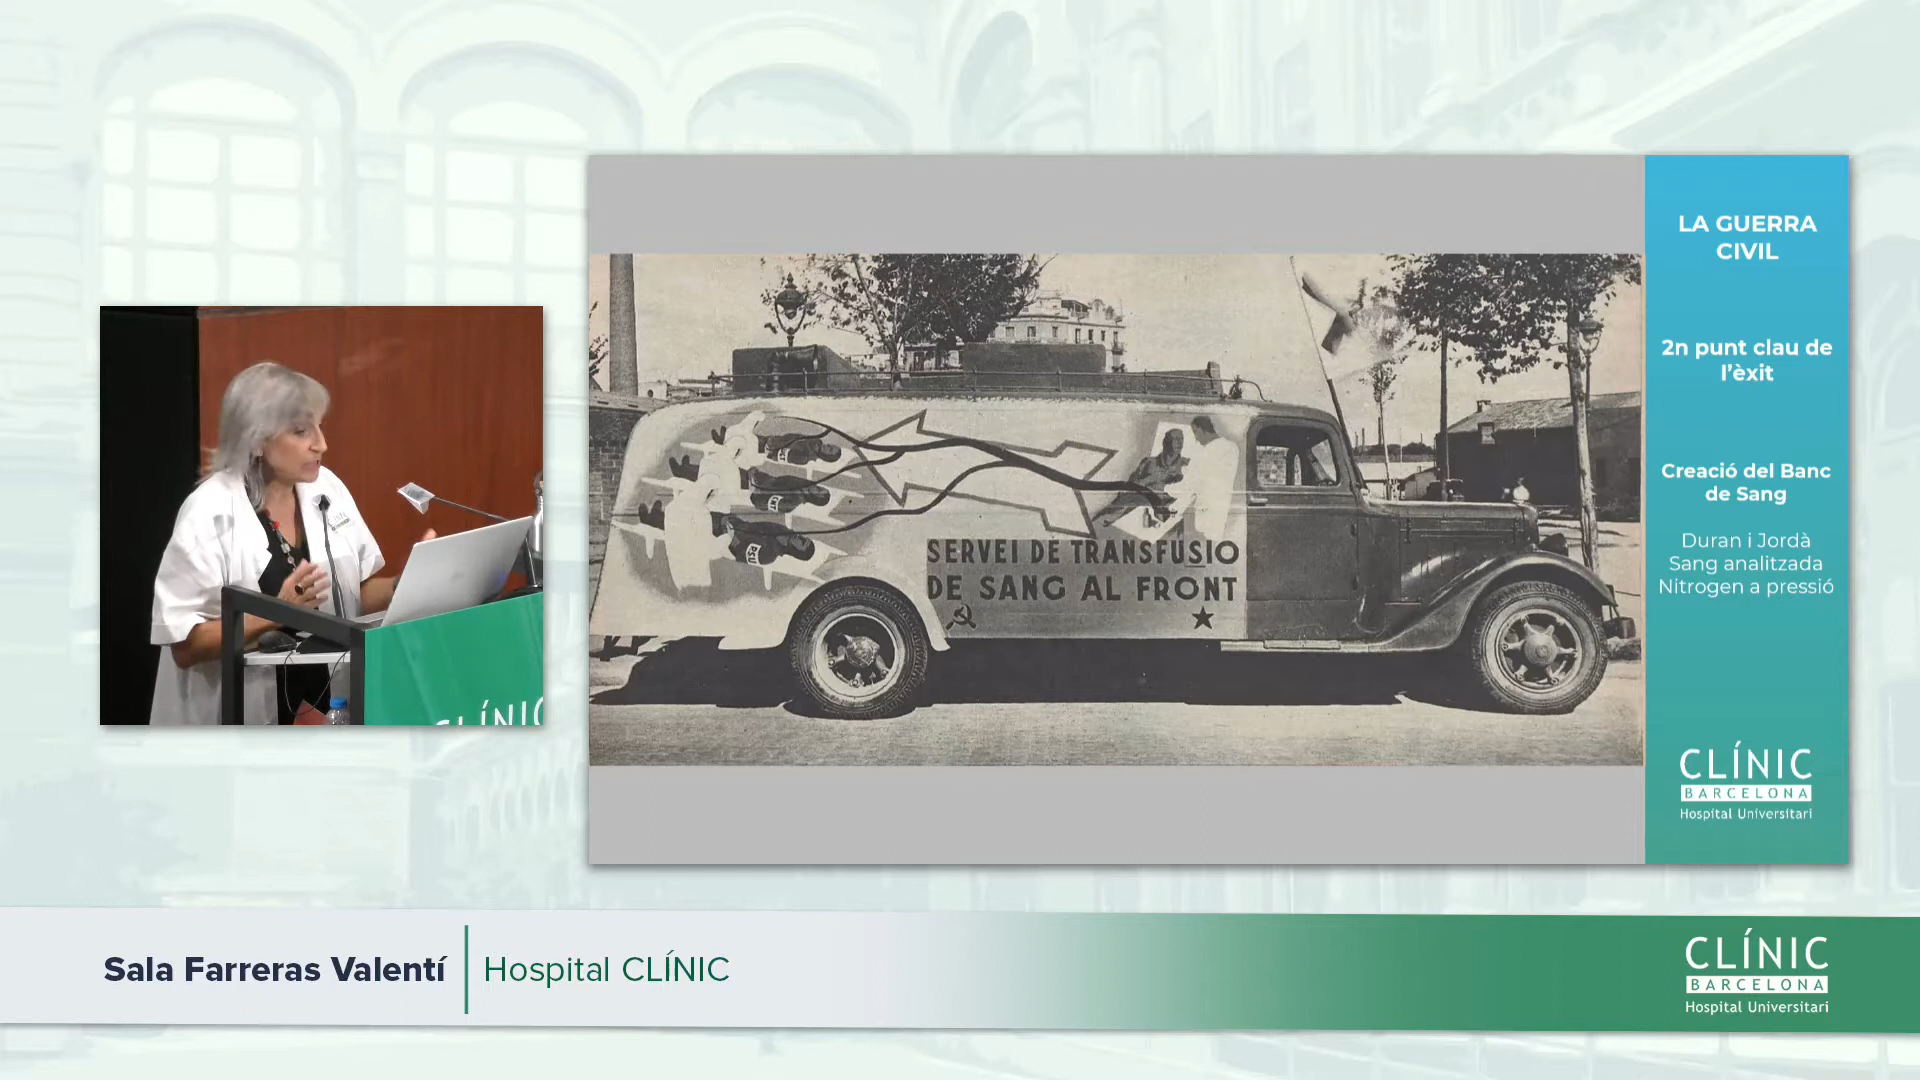 LA GUERRA
CIVIL
2n punt clau de
l'èxit
Creació del Banc
de Sang
Duran i Jordà
Sang analitzada
Nitrogen a pressió
CLÍNIC
BARCELONA
Hospital Universitari
SERVEI DE TRANSFUSIO
DE SANG AL FRONT
CLÍNIC
Sala Farreras Valentí
Hospital CLÍNIC
CLÍNIC
BARCELONA
Hospital Universitari